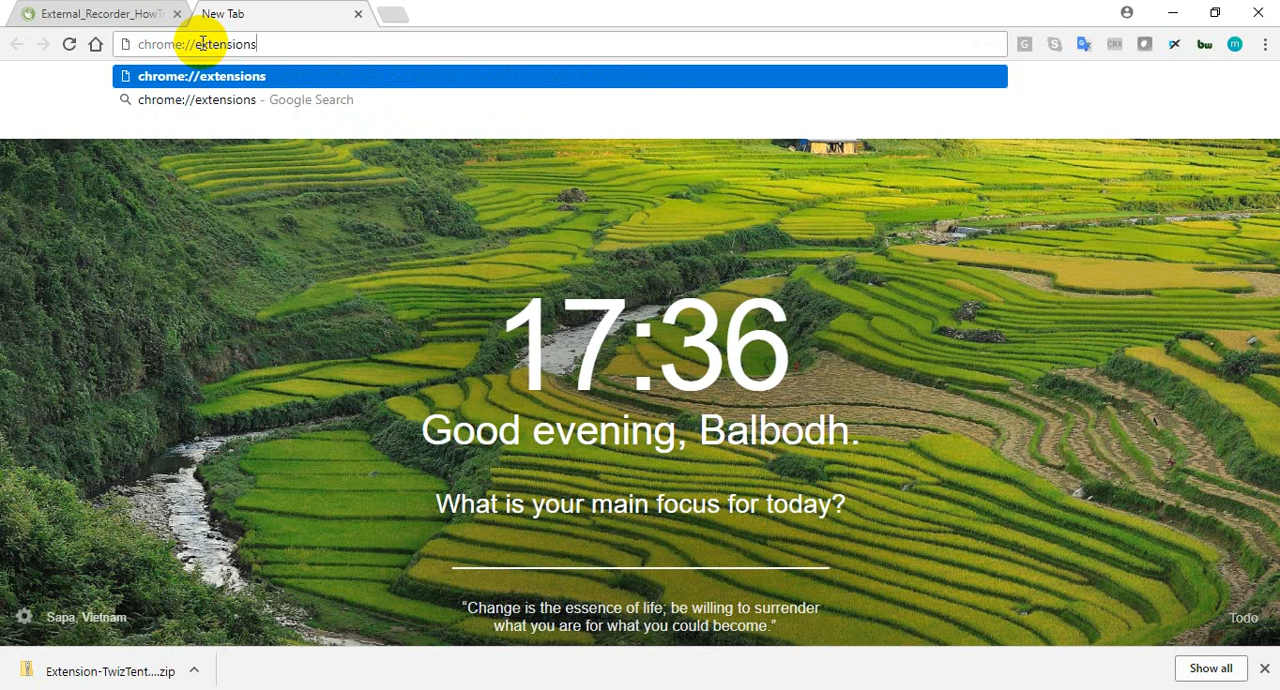 External_Recorder_HowT
New Tab
chrome://extensions
G
CRX
bw
m
chrome://extensions
chrome://extensions - Google Search
17:36
Good evening, Balbodh.
What is your main focus for today?
“Change is the essence of life; be willing to surrender
what you are for what you could become.”
Sapa, Vietnam
Todo
Extension-TwizTent....zip
Show all